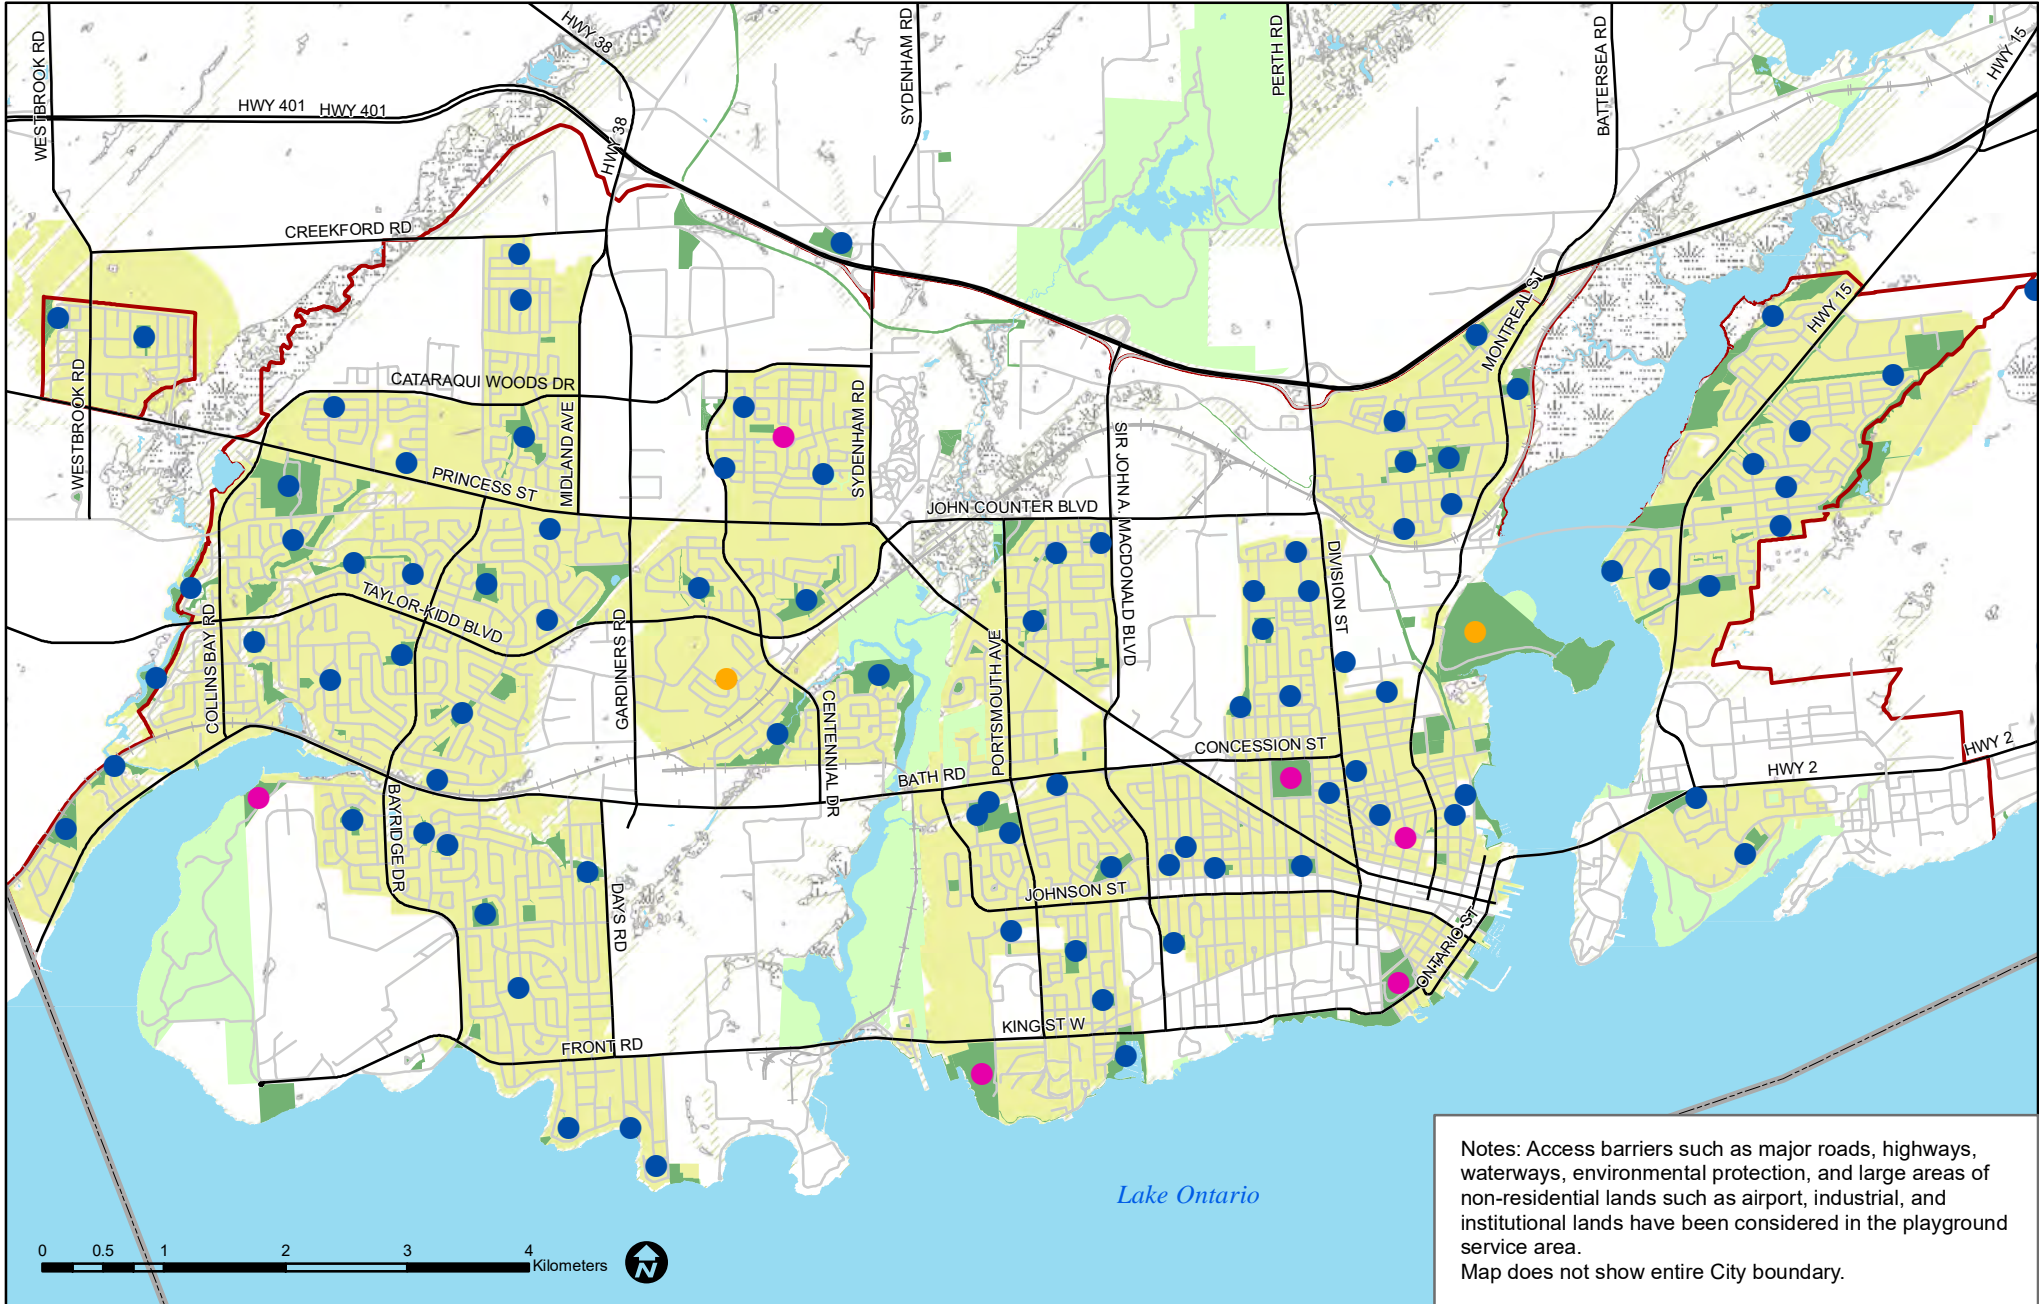 HWY 38
SYDENHAM RD
PERTH RD
BATTERSEA RD
HWY 15
WESTBROOK RD
HWY 401
HWY 401
HWY 38
CREEKFORD RD
MONTREAL ST
HWY 15
WESTBROOK RD
CATARAQUI WOODS DR
MIDLAND AVE
SYDENHAM RD
PRINCESS ST
SIR JOHN A. MACDONALD BLVD
JOHN COUNTER BLVD
DIVISION ST
TAYLOR-KIDD BLVD
COLLINS BAY RD
GARDINERS RD
PORTSMOUTH AVE
CENTENNIAL DR
CONCESSION ST
HWY 2
HWY 2
BATH RD
BAYRIDGE DR
DAYS RD
JOHNSON ST
ONTARIO ST
KING ST W
FRONT RD
Lake Ontario
0 0.5 1 2 3 4
Kilometers
N
Notes: Access barriers such as major roads, highways,
waterways, environmental protection, and large areas of
non-residential lands such as airport, industrial, and
institutional lands have been considered in the playground
service area.
Map does not show entire City boundary.